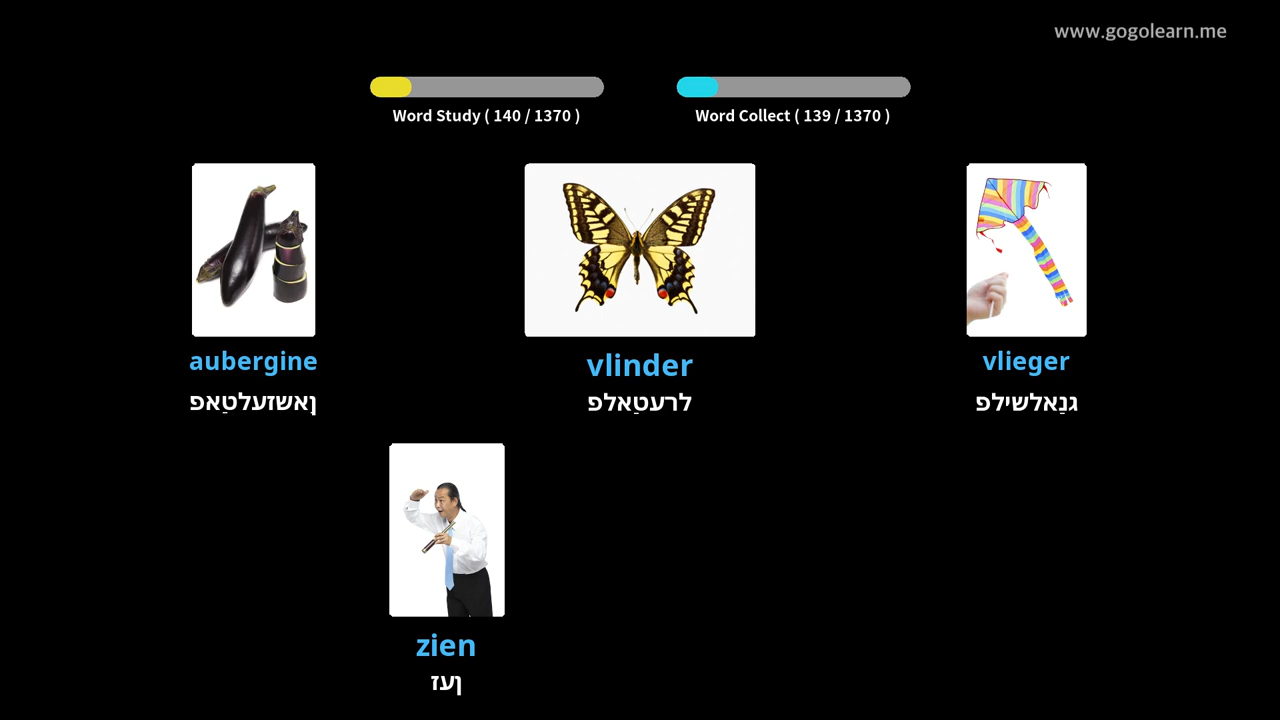 www.gogolearn.me
Word Study ( 140 / 1370 )
Word Collect ( 139 / 1370 )
aubergine
vlinder
vlieger
ןָאשזעלטַאפ
לרעטַאלפ
גנַאלשילפ
zien
ןעז